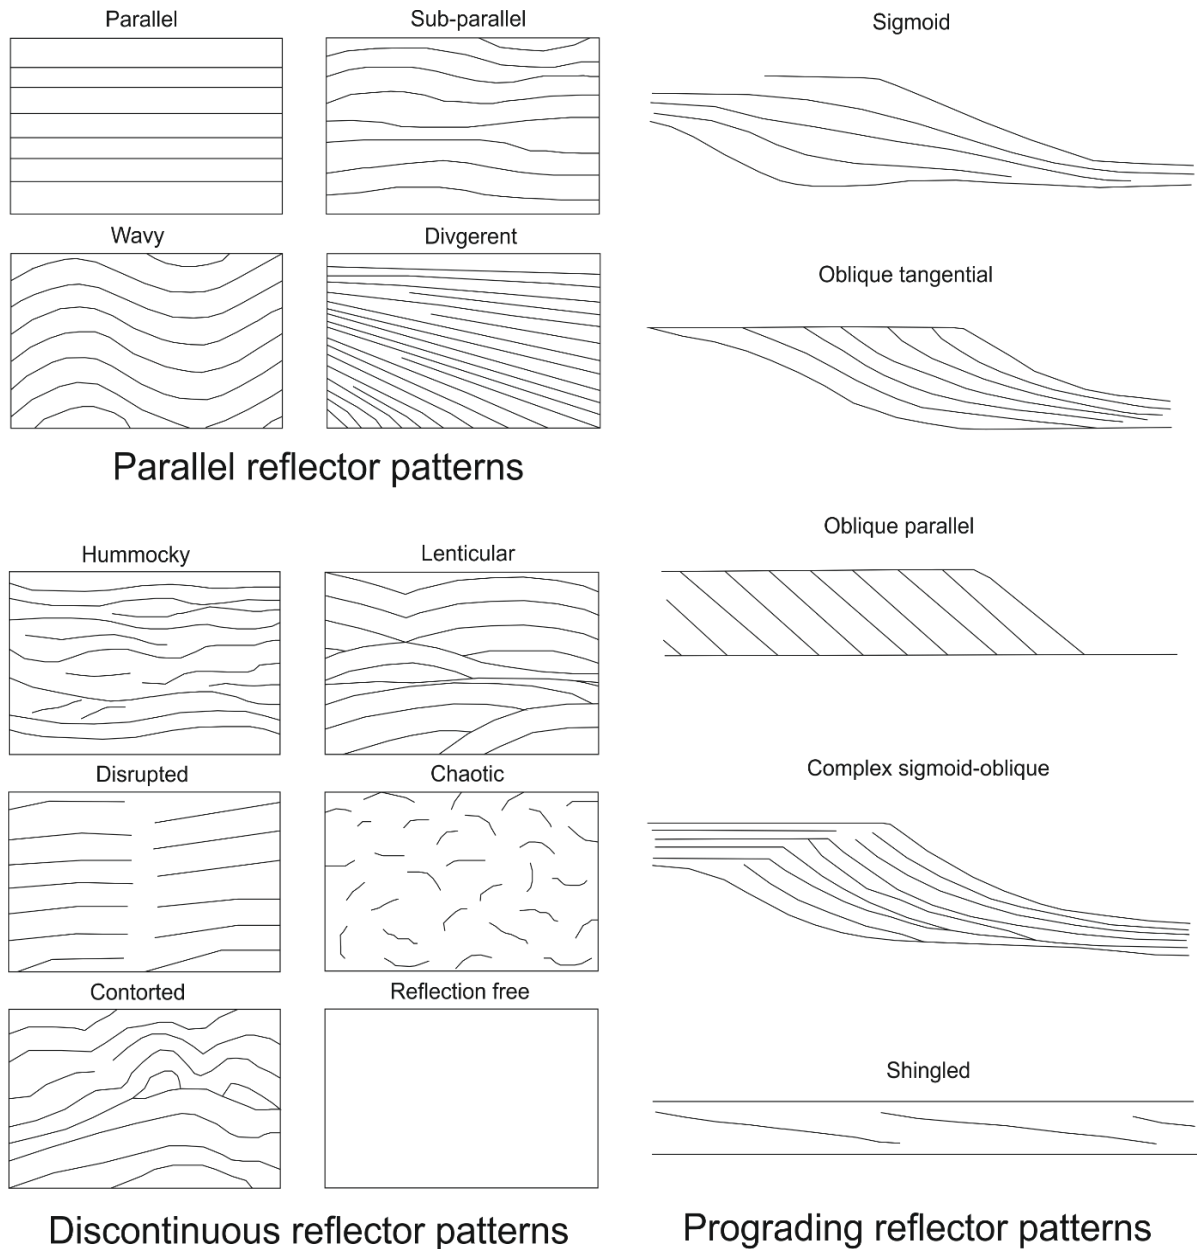 Parallel
Sub-parallel
Wavy
Divgerent
Parallel reflector patterns
Hummocky
Lenticular
Disrupted
Chaotic
Contorted
Reflection free
Discontinuous reflector patterns
Sigmoid
Oblique tangential
Oblique parallel
Complex sigmoid-oblique
Shingled
Prograding reflector patterns